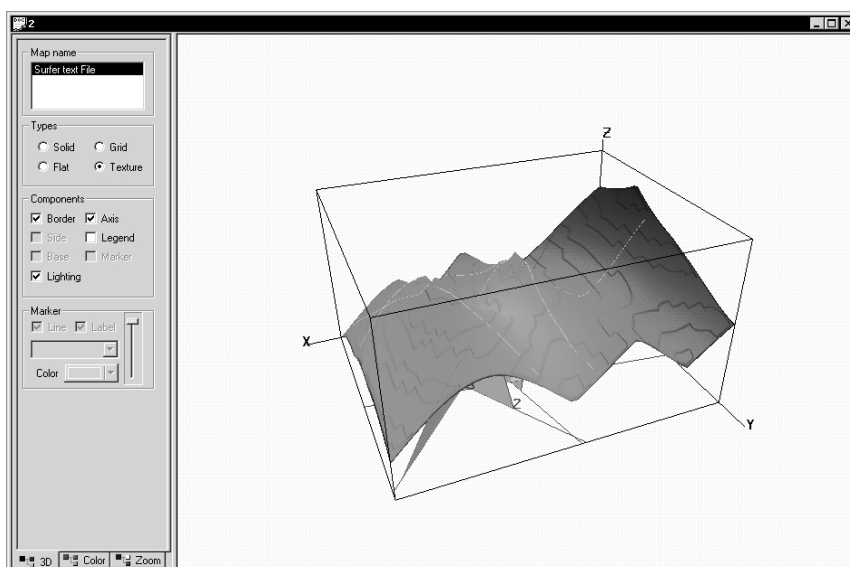 2
Map name
Surfer text File
Types
Solid Grid
Flat Texture
Components
Border Axis
Side Legend
Base Marker
Lighting
Marker
Line Label
Color
3D Color Zoom
Z
X
Y
Z